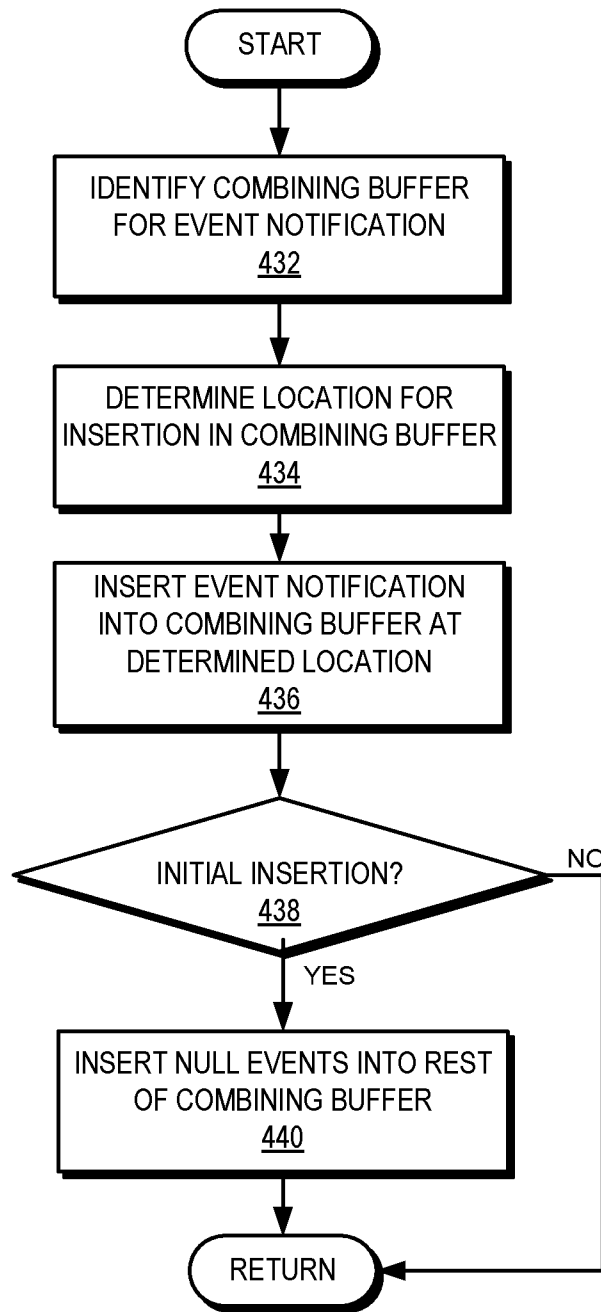 START
IDENTIFY COMBINING BUFFER
FOR EVENT NOTIFICATION
432
DETERMINE LOCATION FOR
INSERTION IN COMBINING BUFFER
434
INSERT EVENT NOTIFICATION
INTO COMBINING BUFFER AT
DETERMINED LOCATION
436
INITIAL INSERTION?
438
NO
YES
INSERT NULL EVENTS INTO REST
OF COMBINING BUFFER
440
RETURN